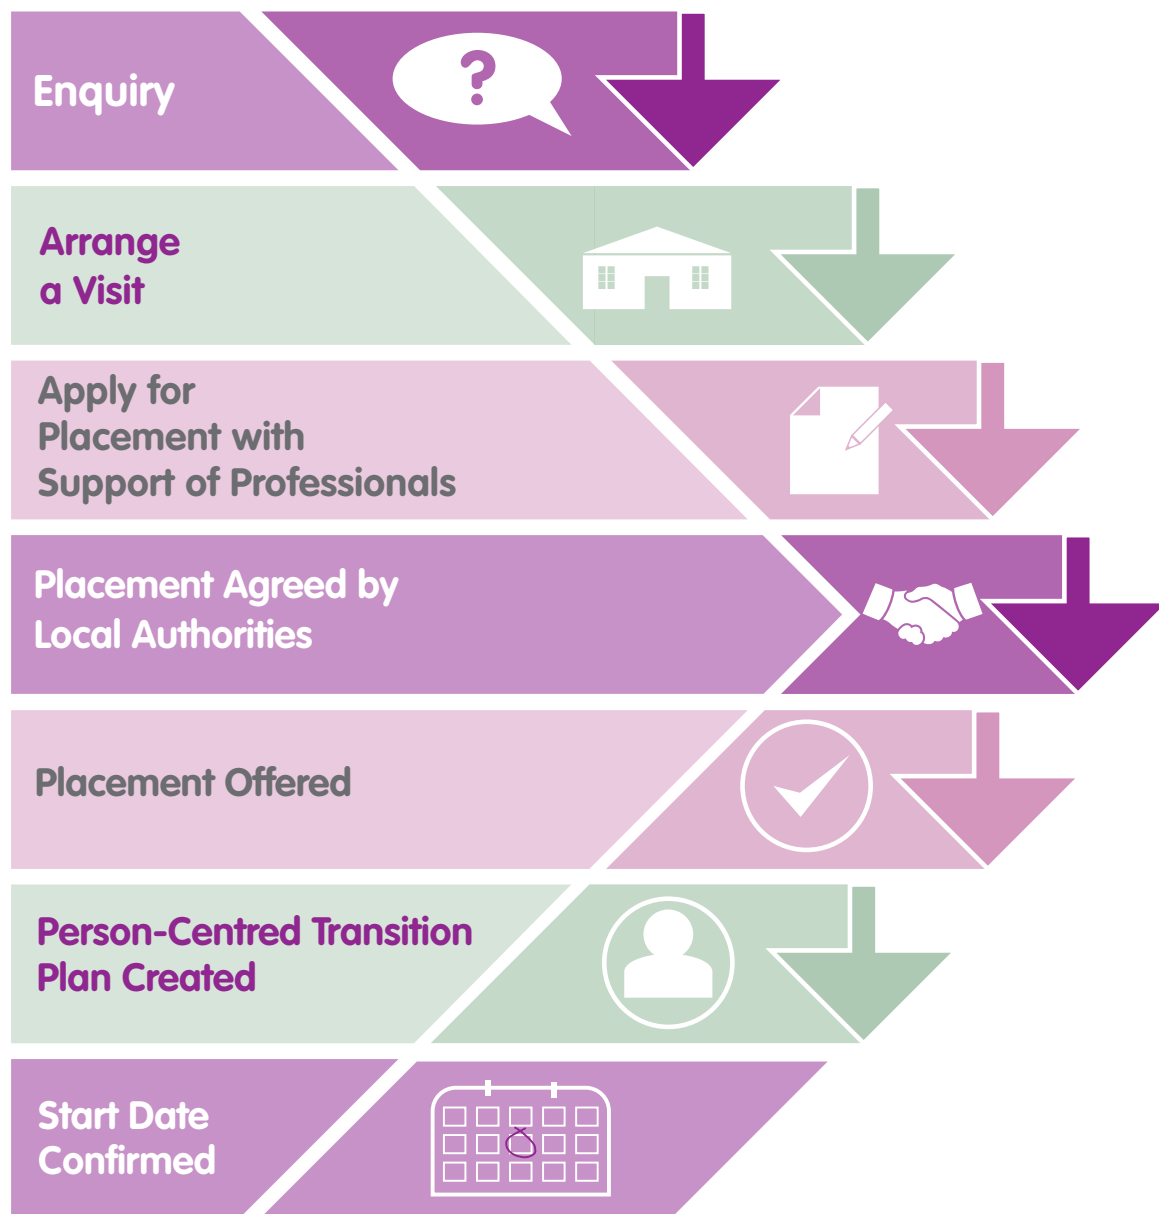 ?
Enquiry
Arrange
a Visit
Apply for
Placement with
Support of Professionals
Placement Agreed by
Local Authorities
Placement Offered
Person-Centred Transition
Plan Created
Start Date
Confirmed